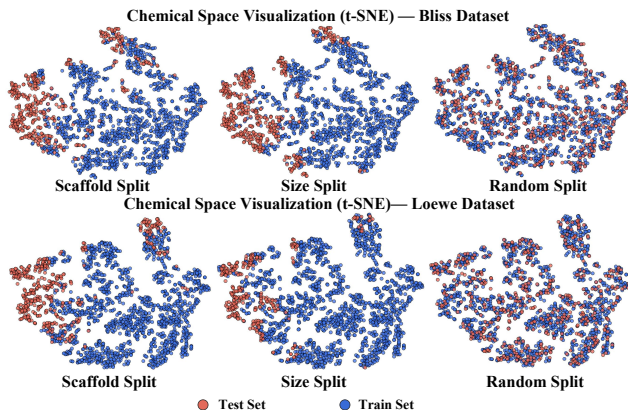 Chemical Space Visualization (t-SNE) — Bliss Dataset
Scaffold Split Size Split Random Split
Chemical Space Visualization (t-SNE)— Loewe Dataset
Scaffold Split Size Split Random Split
Test Set Train Set